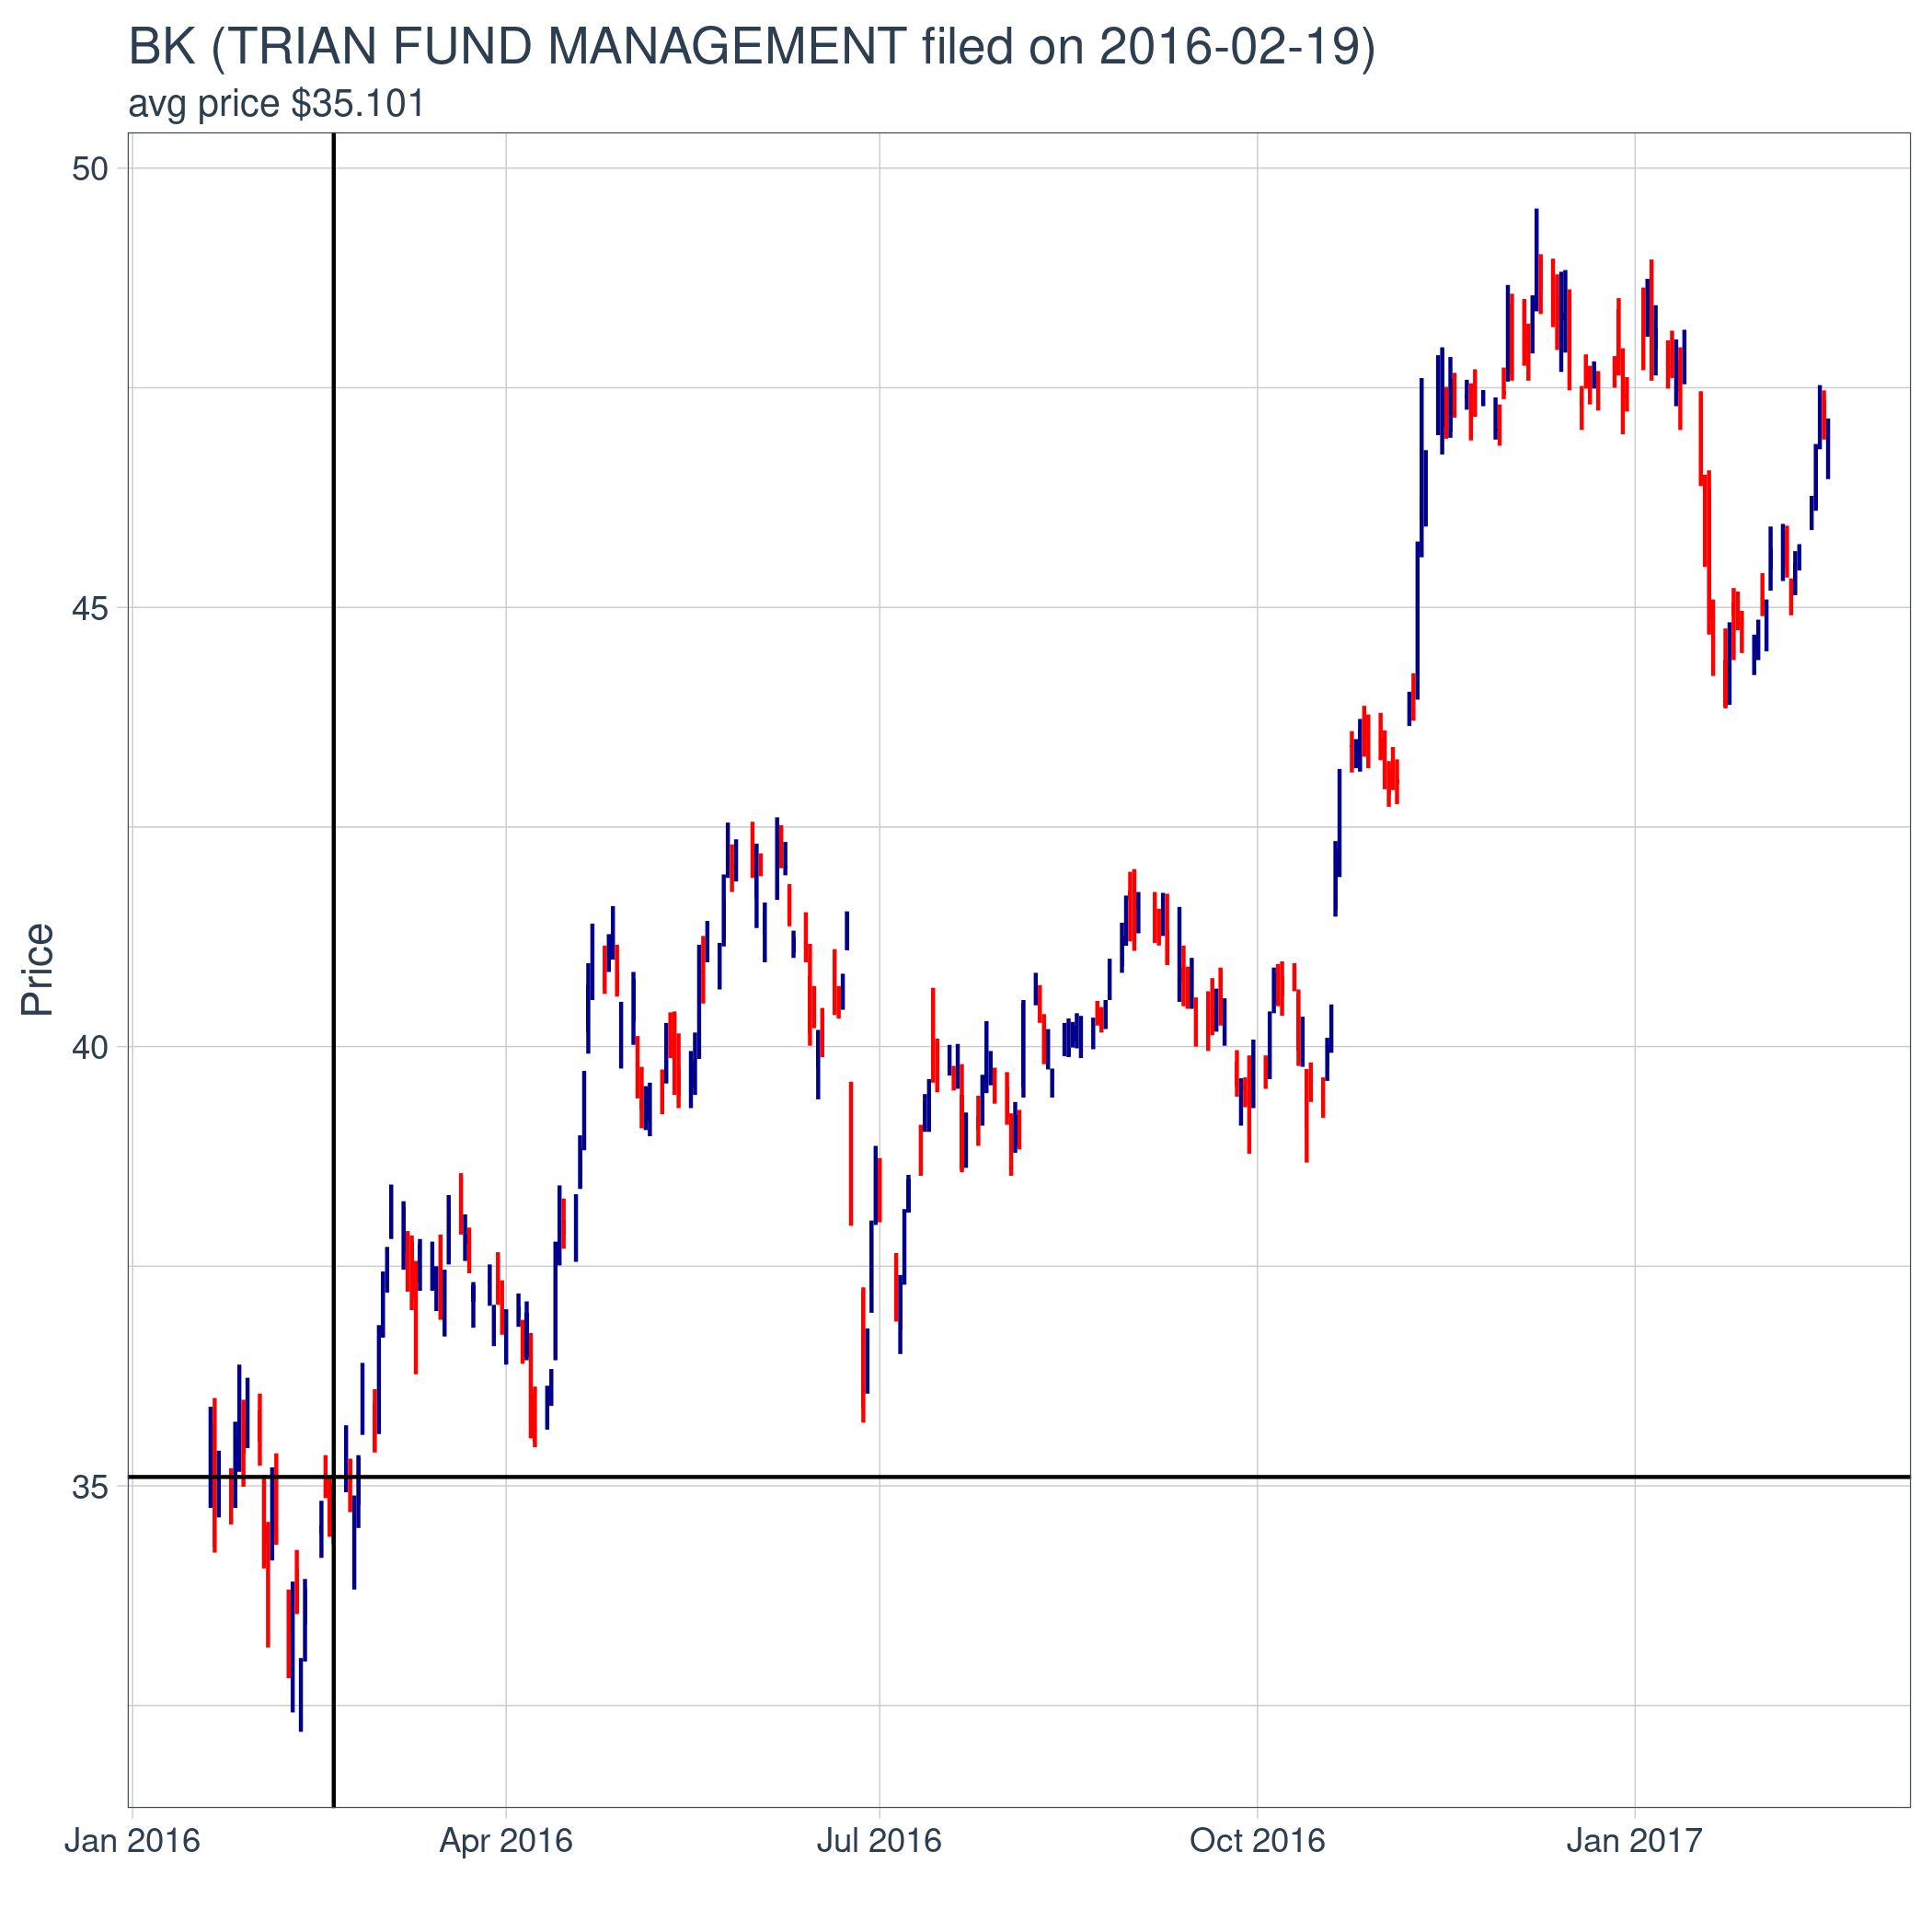 BK (TRIAN FUND MANAGEMENT filed on 2016-02-19)
avg price $35.101
50
45
40
35
Price
Jan 2016
Apr 2016
Jul 2016
Oct 2016
Jan 2017